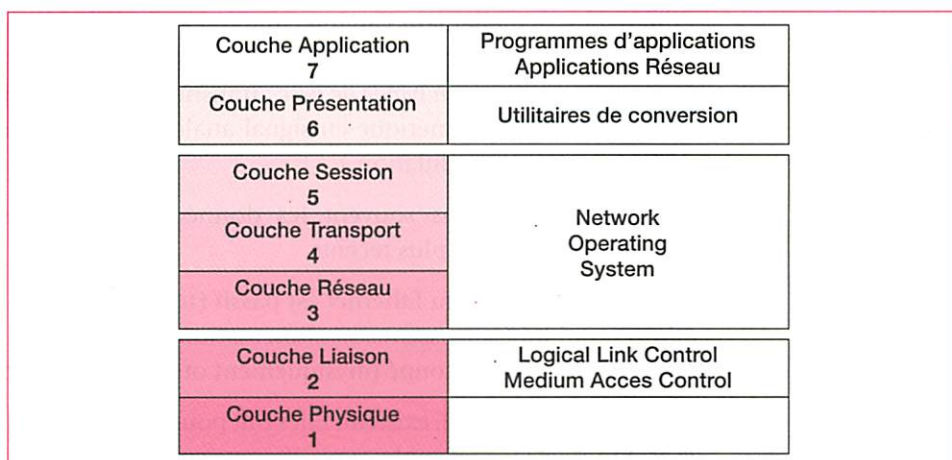 Couche Application
7
Programmes d'applications
Applications Réseau
Couche Présentation
6
Utilitaires de conversion
Couche Session
5
Couche Transport
4
Couche Réseau
3
Network
Operating
System
Couche Liaison
2
Logical Link Control
Medium Acces Control
Couche Physique
1